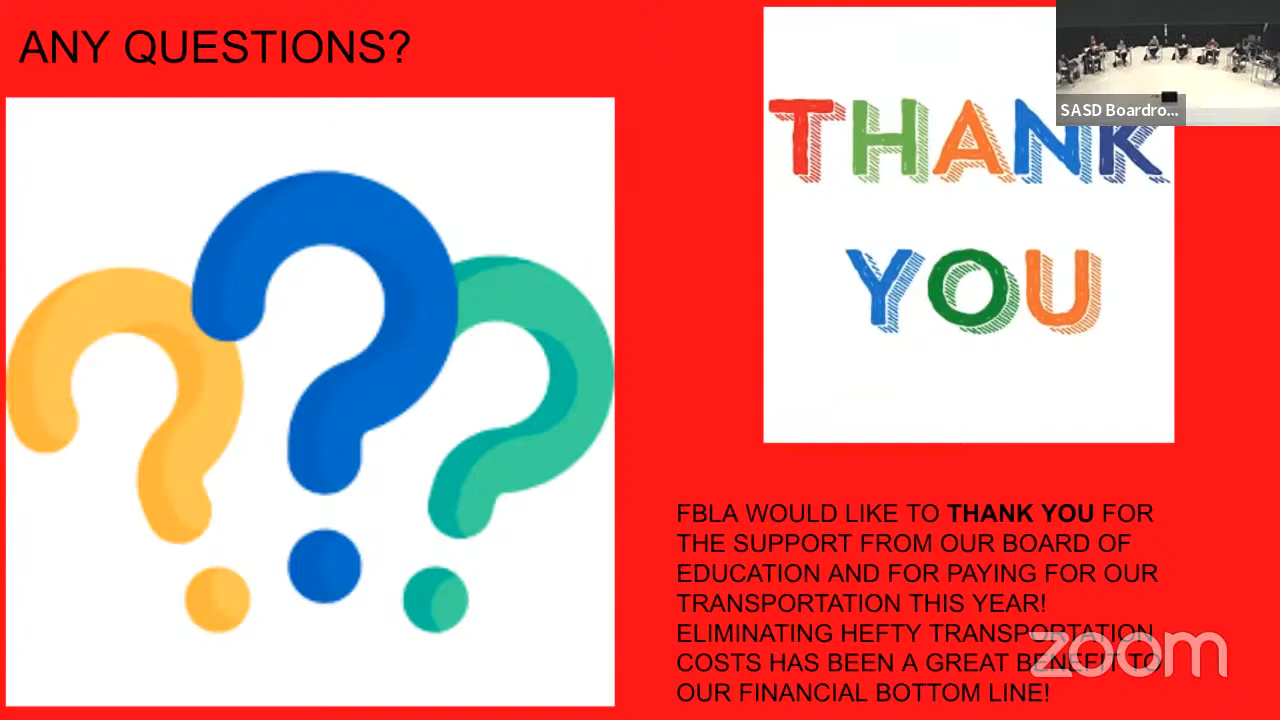 ANY QUESTIONS?
THANK
YOU
SASD Boardro...
FBLA WOULD LIKE TO THANK YOU FOR
THE SUPPORT FROM OUR BOARD OF
EDUCATION AND FOR PAYING FOR OUR
TRANSPORTATION THIS YEAR!
ELIMINATING HEFTY TRANSPORTATION
COSTS HAS BEEN A GREAT BENEFIT TO
OUR FINANCIAL BOTTOM LINE!
zoom